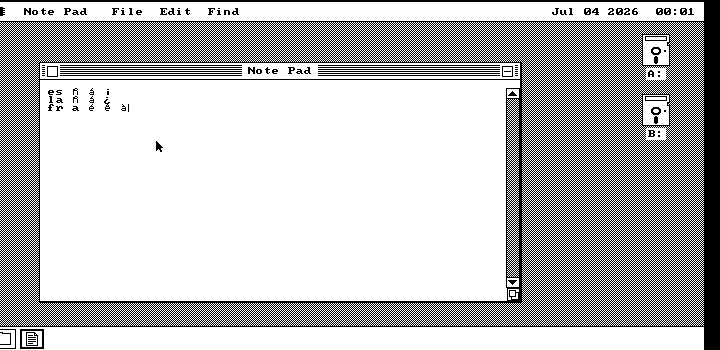 Note Pad File Edit Find Jul 04 2026 00:01
Note Pad
A:
es ñ á ¡
la ñ á ¿
fr a é ê à
B: